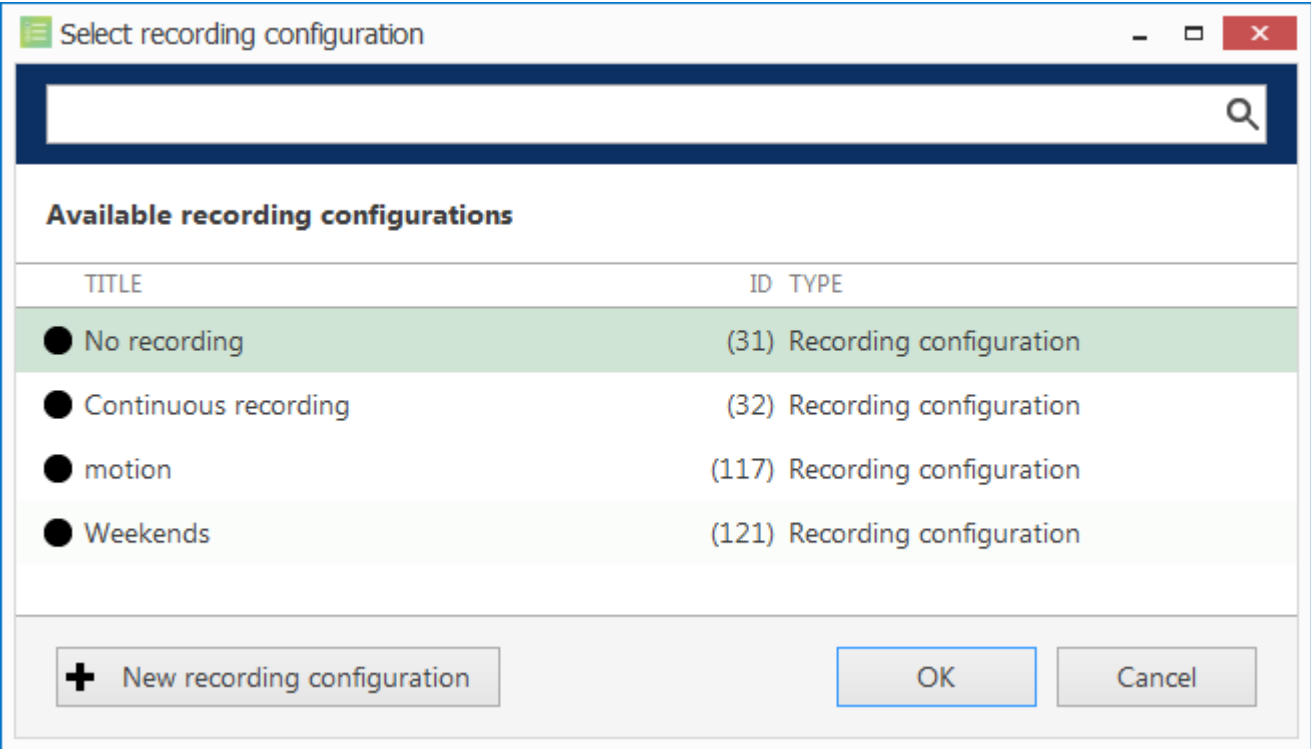 Select recording configuration
Available recording configurations
TITLE ID TYPE
No recording (31) Recording configuration
Continuous recording (32) Recording configuration
motion (117) Recording configuration
Weekends (121) Recording configuration
New recording configuration OK Cancel